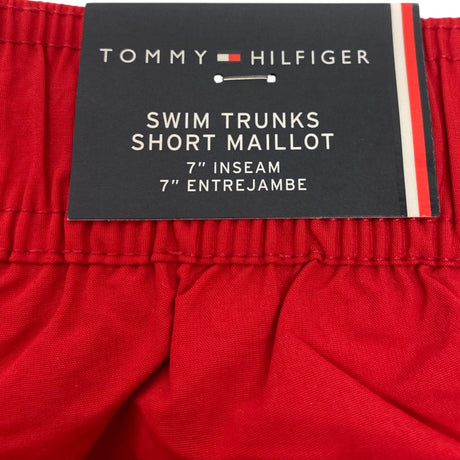 TOMMY HILFIGER
SWIM TRUNKS
SHORT MAILLOT
7" INSEAM
7" ENTREJAMBE